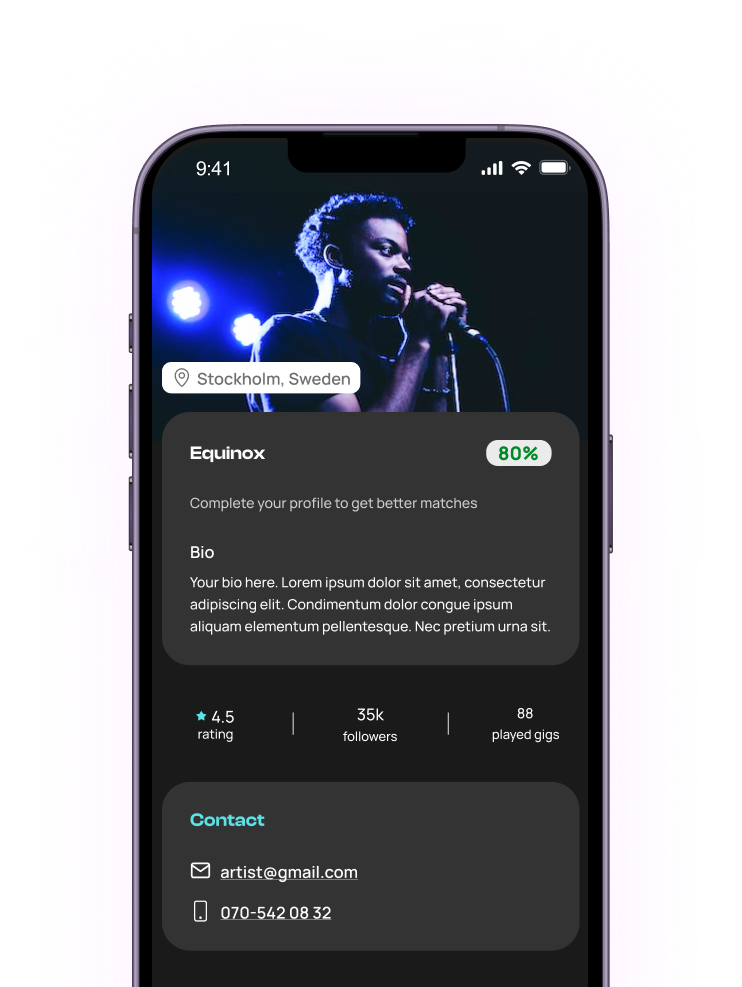 9:41
Stockholm, Sweden
Equinox
80%
Complete your profile to get better matches
Bio
Your bio here. Lorem ipsum dolor sit amet, consectetur
adipiscing elit. Condimentum dolor congue ipsum
aliquam elementum pellentesque. Nec pretium urna sit.
4.5
rating
35k
followers
88
played gigs
Contact
artist@gmail.com
070-542 08 32